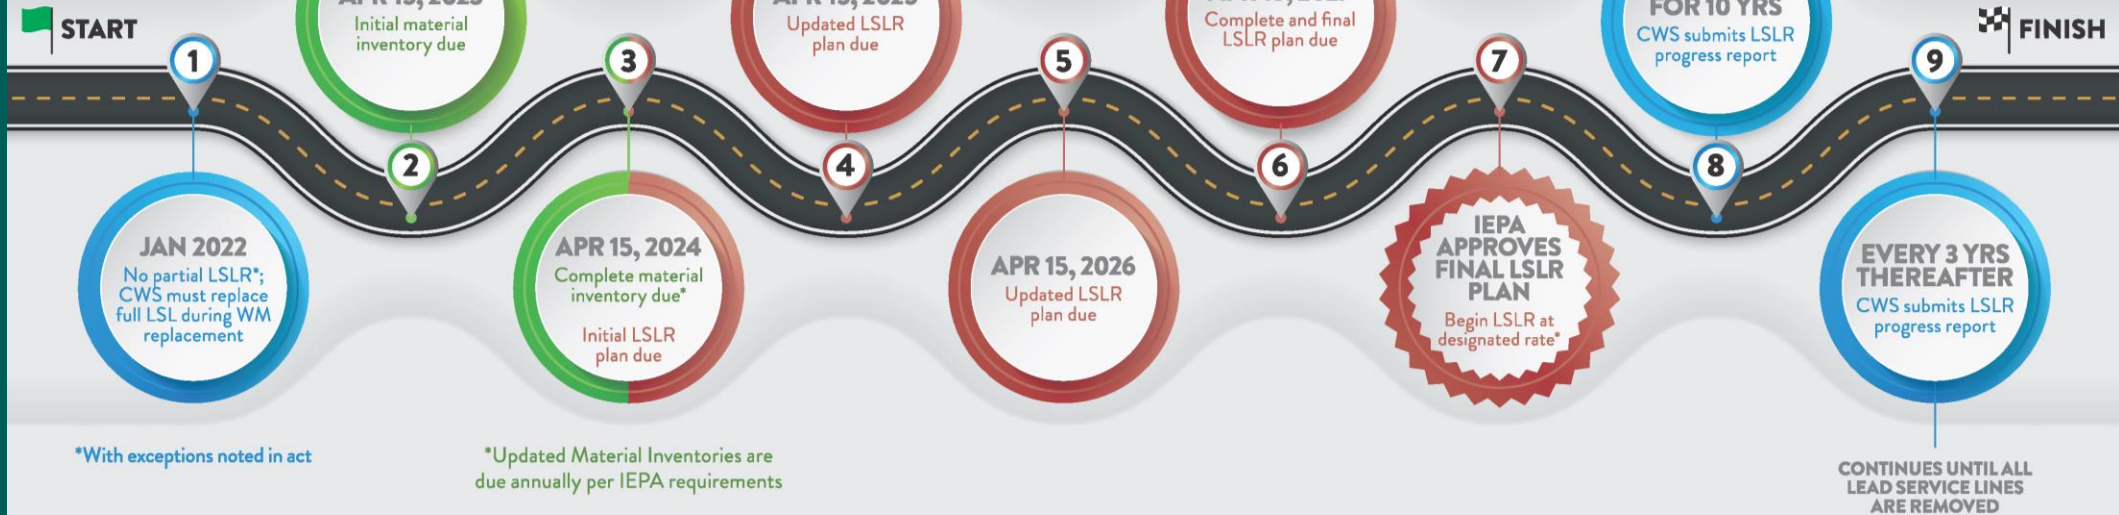 START
1
JAN 2022
No partial LSLR*;
CWS must replace
full LSL during WM
replacement
*With exceptions noted in act
Initial material
inventory due
2
3
APR 15, 2024
Complete material
inventory due*
Initial LSLR
plan due
*Updated Material Inventories are
due annually per IEPA requirements
Updated LSLR
plan due
4
5
APR 15, 2026
Updated LSLR
plan due
Complete and final
LSLR plan due
6
7
IEPA
APPROVES
FINAL LSLR
PLAN
Begin LSLR at
designated rate*
FOR 10 YRS
CWS submits LSLR
progress report
8
FINISH
9
EVERY 3 YRS
THEREAFTER
CWS submits LSLR
progress report
CONTINUES UNTIL ALL
LEAD SERVICE LINES
ARE REMOVED